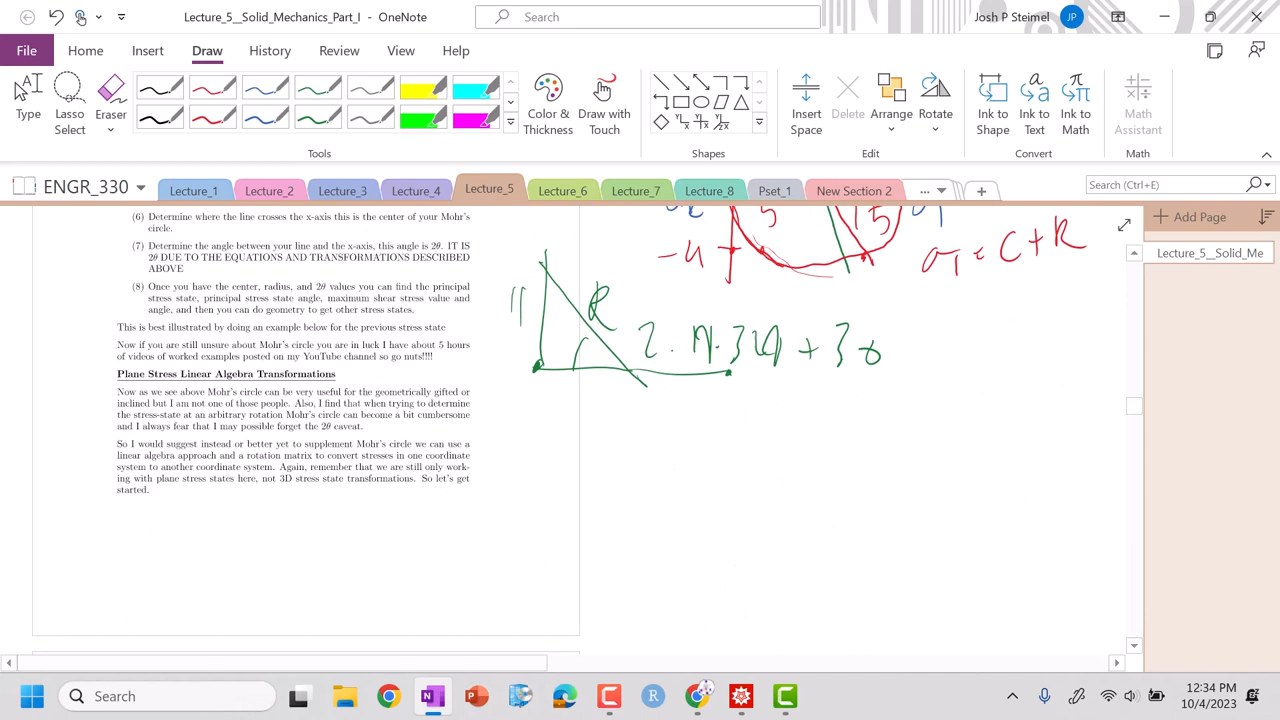 Lecture_5__Solid_Mechanics_Part_I - OneNote
Search
Josh P Steimel
JP
File
Home
Insert
Draw
History
Review
View
Help
Type
Lasso Select
Eraser
Color & Thickness
Draw with Touch
Insert Space
Delete
Arrange
Rotate
Ink to Shape
Ink to Text
Ink to Math
Math Assistant
Tools
Shapes
Edit
Convert
Math
ENGR_330
Lecture_1
Lecture_2
Lecture_3
Lecture_4
Lecture_5
Lecture_6
Lecture_7
Lecture_8
Pset_1
New Section 2
...
Search (Ctrl+E)
Add Page
Lecture_5__Solid_Me
(6) Determine where the line crosses the x-axis this is the center of your Mohr's
circle.
(7) Determine the angle between your line and the x-axis, this angle is 2θ. IT IS
2θ DUE TO THE EQUATIONS AND TRANSFORMATIONS DESCRIBED
ABOVE
(8) Once you have the center, radius, and 2θ values you can find the principal
stress state, principal stress state angle, maximum shear stress value and
angle, and then you can do geometry to get other stress states.
This is best illustrated by doing an example below for the previous stress state
Now if you are still unsure about Mohr's circle you are in luck I have about 5 hours
of videos of worked examples posted on my YouTube channel so go nuts!!!!
Plane Stress Linear Algebra Transformations
Now as we see above Mohr's circle can be very useful for the geometrically gifted or
inclined but I am not one of those people. Also, I find that when trying to determine
the stress-state at an arbitrary rotation Mohr's circle can become a bit cumbersome
and I always fear that I may possible forget the 2θ caveat.
So I would suggest instead or better yet to supplement Mohr's circle we can use a
linear algebra approach and a rotation matrix to convert stresses in one coordinate
system to another coordinate system. Again, remember that we are still only work-
ing with plane stress states here, not 3D stress state transformations. So let's get
started.
5
15
-4
σ1 = C + R
R
Search
12:34 PM
10/4/2023